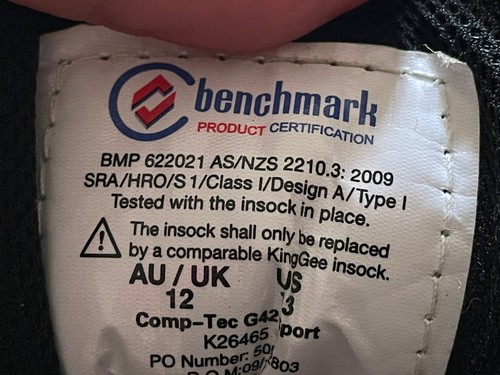 benchmark
PRODUCT CERTIFICATION
BMP 622021 AS/NZS 2210.3: 2009
SRA/HRO/S1/Class I/Design A/Type I
Tested with the insock in place.
The insock shall only be replaced
by a comparable KingGee insock.
AU / UK US
12
Comp-Tec G42
K26465
PO Number: